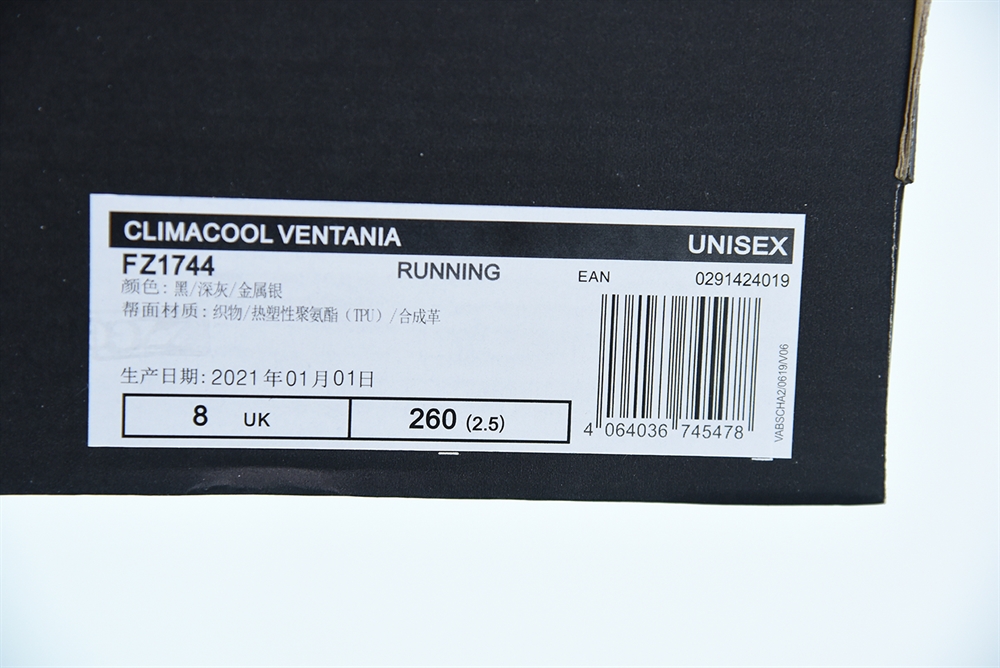 CLIMACOOL VENTANIA UNISEX
FZ1744 RUNNING EAN 0291424019
颜色: 黑/深灰/金属银
帮面材质: 织物/热塑性聚氨酯（TPU）/合成革
生产日期: 2021年01月01日
8 UK 260 (2.5)
4 064036 745478
VABSCHA2/0619/V06